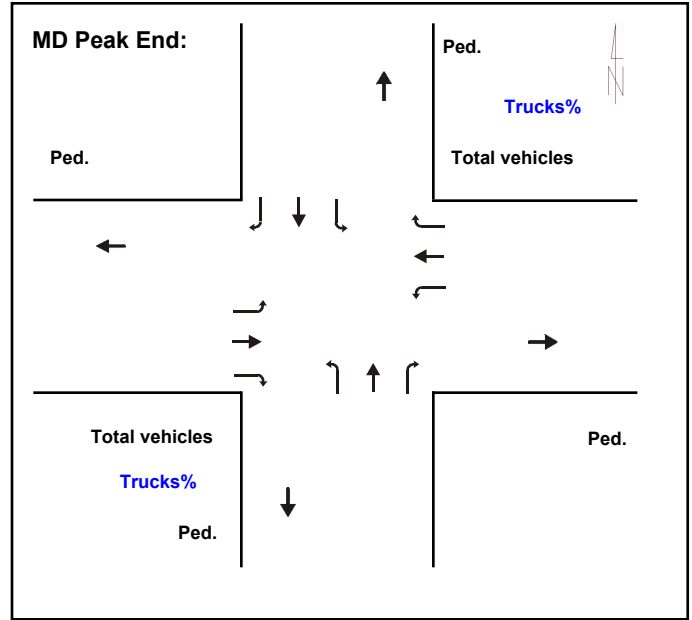 MD Peak End:
Ped.
N
Trucks%
Ped.
Total vehicles
Total vehicles
Ped.
Trucks%
Ped.